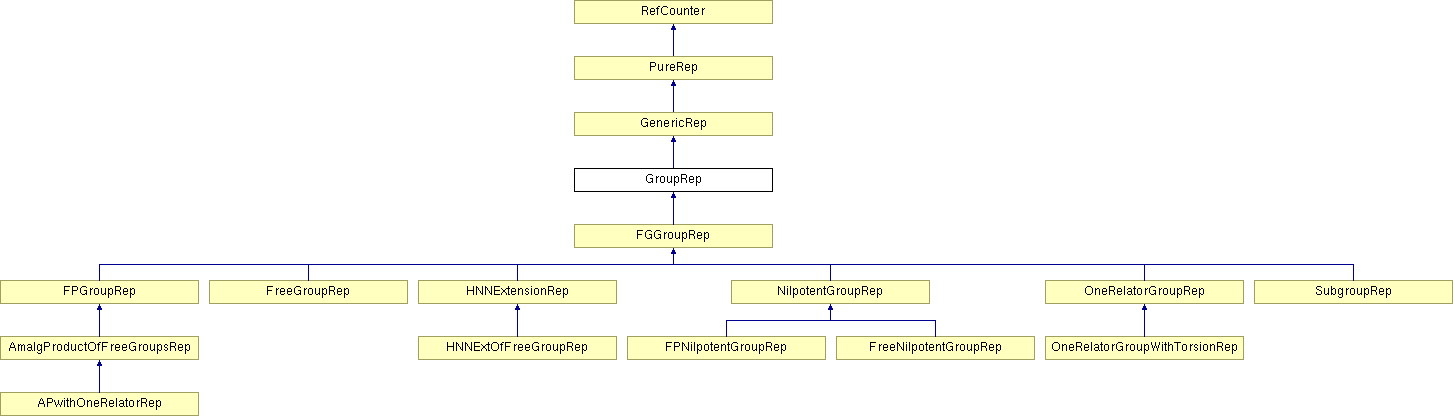 RefCounter
PureRep
GenericRep
GroupRep
FGGroupRep
FPGroupRep
FreeGroupRep
HNNExtensionRep
NilpotentGroupRep
OneRelatorGroupRep
SubgroupRep
AmalgProductOfFreeGroupsRep
HNNExtOfFreeGroupRep
FPNilpotentGroupRep
FreeNilpotentGroupRep
OneRelatorGroupWithTorsionRep
APwithOneRelatorRep